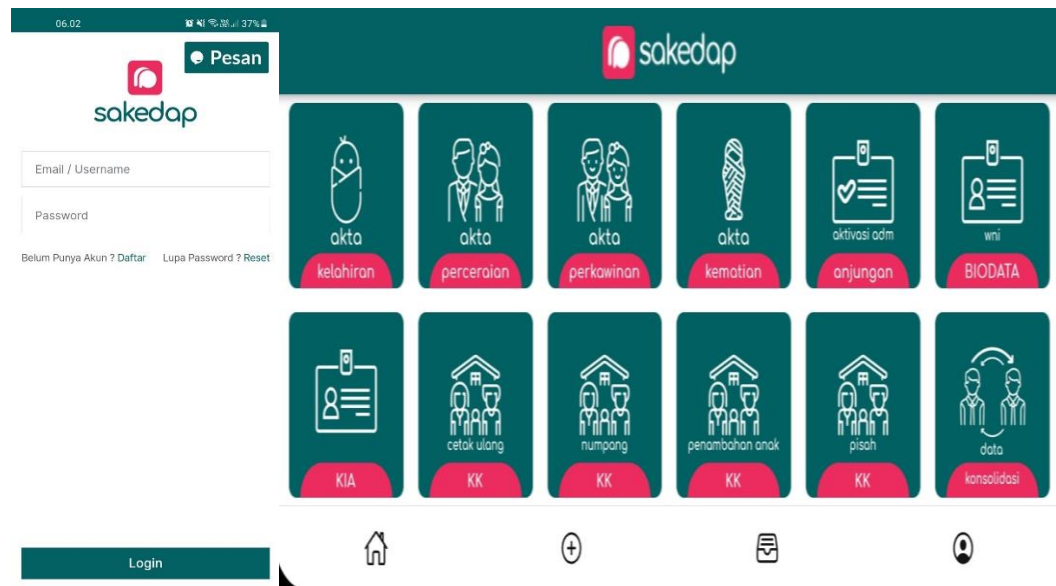 06.02
37%
Pesan
sakedap
Email / Username
Password
Belum Punya Akun ? Daftar
Lupa Password ? Reset
Login
sakedap
akta
kelahiran
akta
perceraian
akta
perkawinan
akta
kematian
aktivasi adm
anjungan
wni
BIODATA
KIA
cetak ulang
KK
numpang
KK
penambahan anak
KK
pisah
KK
data
konsolidasi